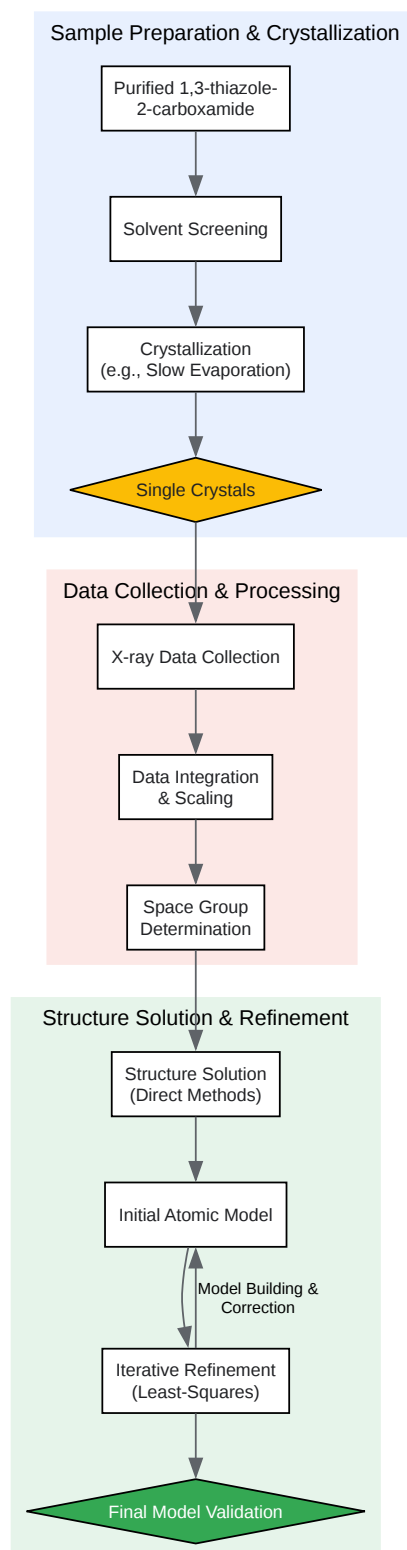 Sample Preparation & Crystallization
Purified 1,3-thiazole-
2-carboxamide
Solvent Screening
Crystallization
(e.g., Slow Evaporation)
Single Crystals
Data Collection & Processing
X-ray Data Collection
Data Integration
& Scaling
Space Group
Determination
Structure Solution & Refinement
Structure Solution
(Direct Methods)
Initial Atomic Model
Model Building &
Correction
Iterative Refinement
(Least-Squares)
Final Model Validation